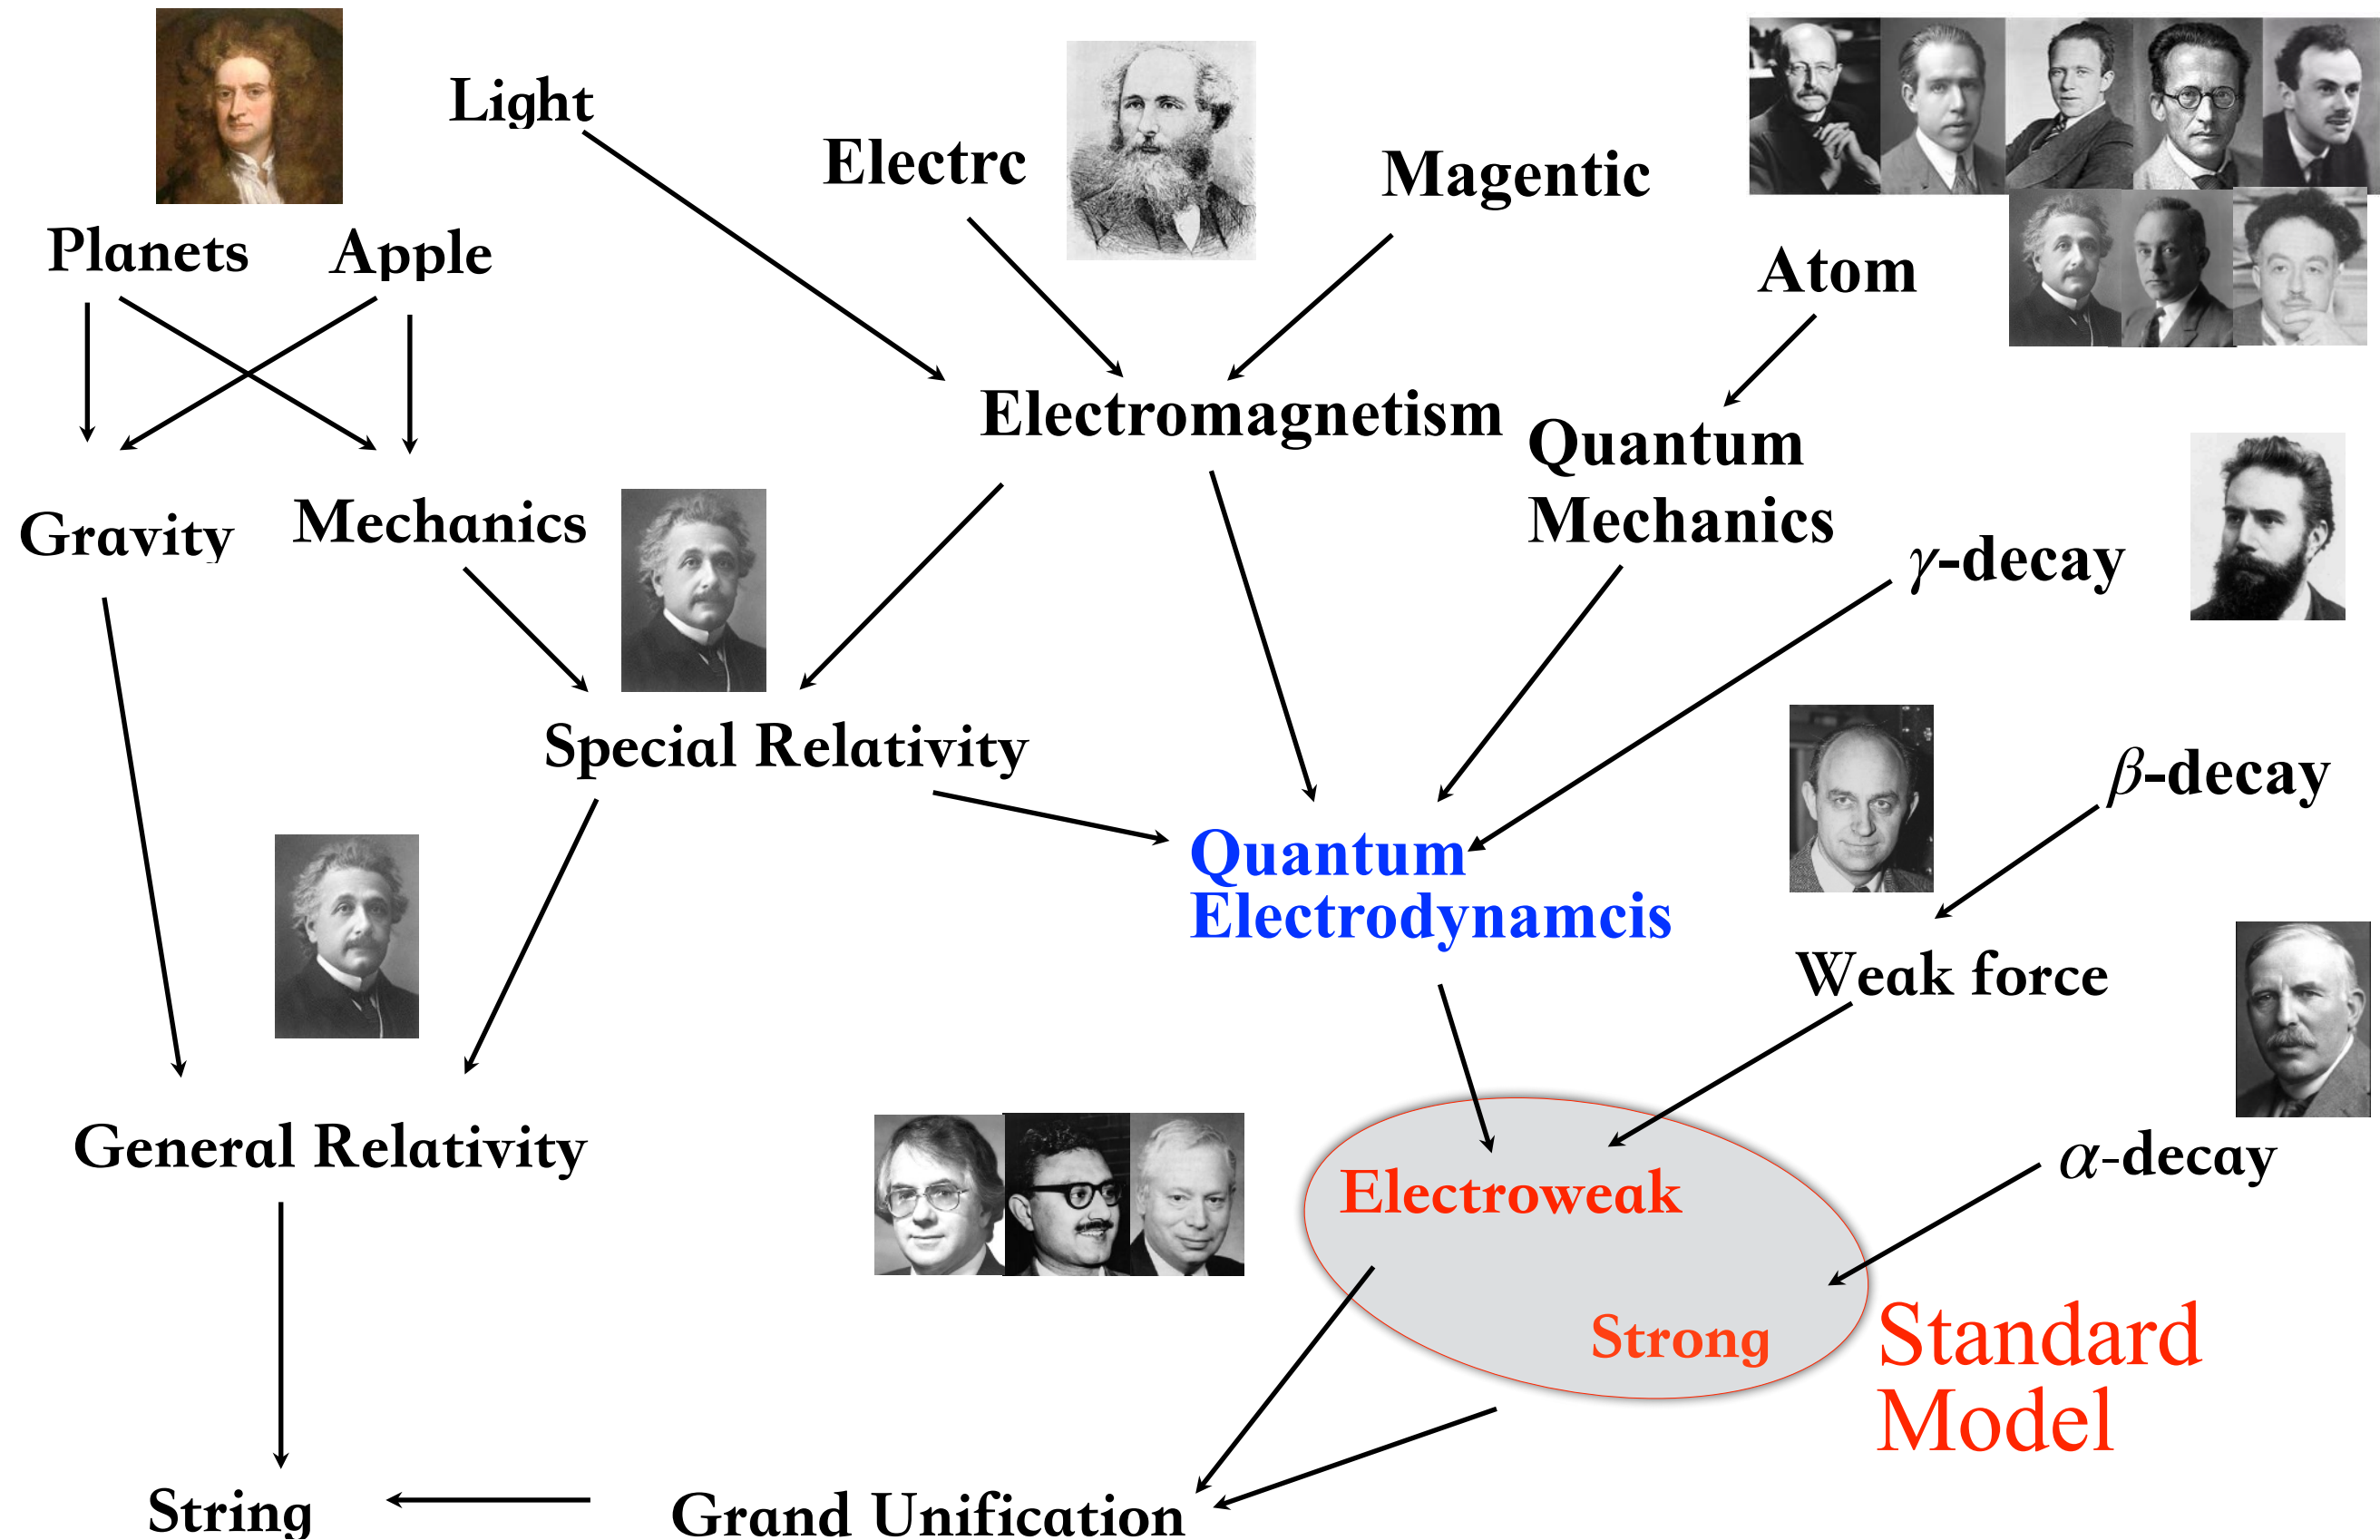 Light
Electrc
Magentic
Planets
Apple
Atom
Electromagnetism
Quantum
Mechanics
Gravity
Mechanics
γ-decay
Special Relativity
β-decay
Quantum
Electrodynamcis
Weak force
General Relativity
α-decay
Electroweak
Strong
Standard
Model
String
Grand Unification